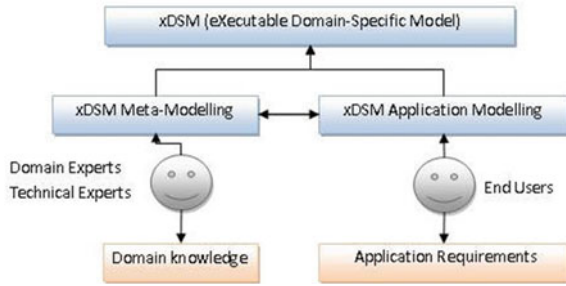 xDSM (eXecutable Domain-Specific Model)
xDSM Meta-Modelling
xDSM Application Modelling
Domain Experts
Technical Experts
End Users
Domain knowledge
Application Requirements